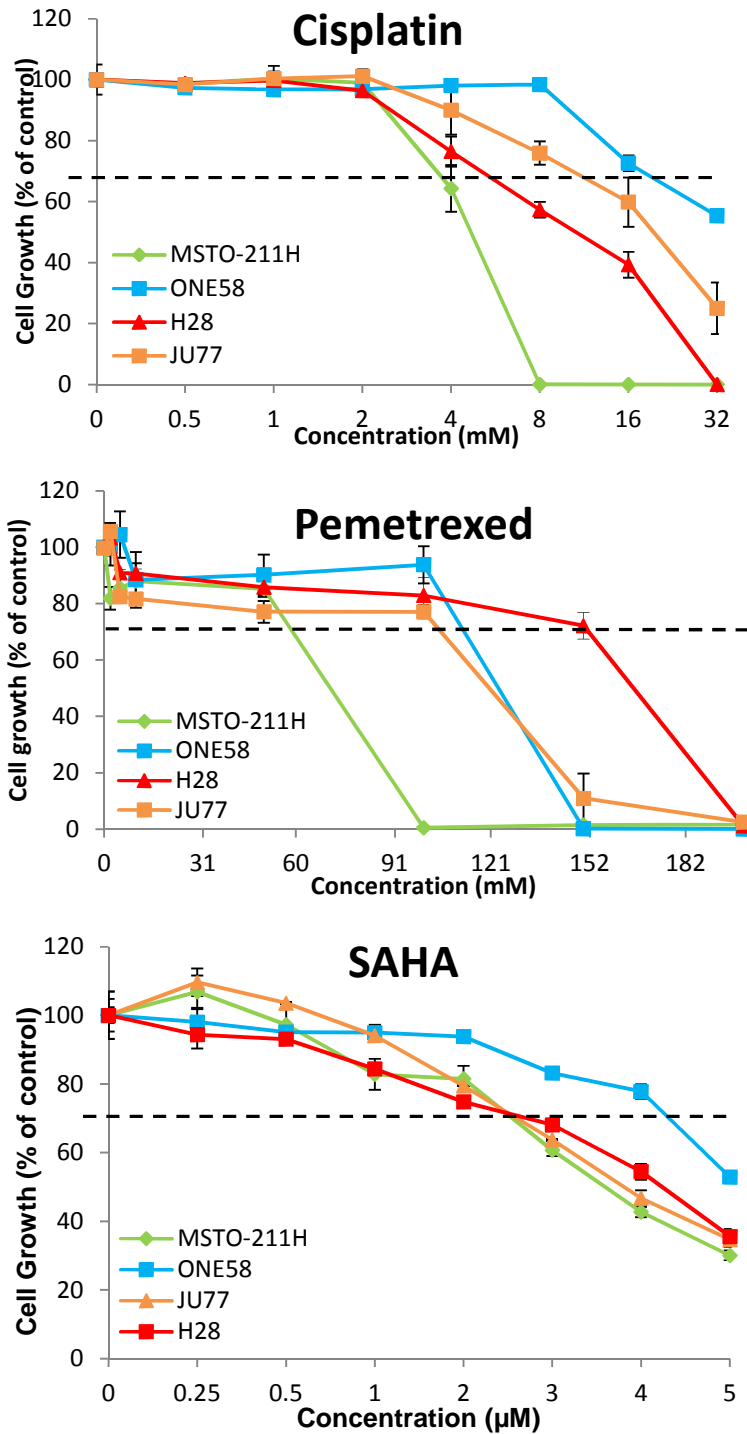 Cisplatin
120
100
80
60
40
20
0
Cell Growth (% of control)
MSTO-211H
ONE58
H28
JU77
0 0.5 1 2 4 8 16 32
Concentration (mM)
Pemetrexed
120
100
80
60
40
20
0
Cell growth (% of control)
MSTO-211H
ONE58
H28
JU77
0 31 60 91 121 152 182
Concentration (mM)
SAHA
120
100
80
60
40
20
0
Cell Growth (% of control)
MSTO-211H
ONE58
JU77
H28
0 0.25 0.5 1 2 3 4 5
Concentration (µM)